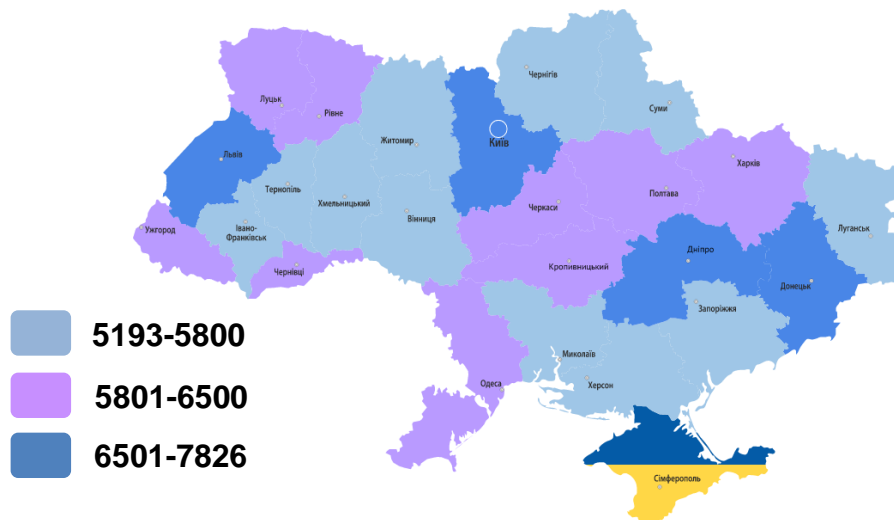 Чернігів
Луцьк
Рівне
Суми
Житомир
Київ
Львів
Харків
Тернопіль
Хмельницький
Полтава
Черкаси
Вінниця
Ужгород
Івано-
Франківськ
Луганськ
Дніпро
Чернівці
Кропивницький
Донецьк
Запоріжжя
5193-5800
Миколаїв
Одеса
Херсон
5801-6500
6501-7826
Сімферополь